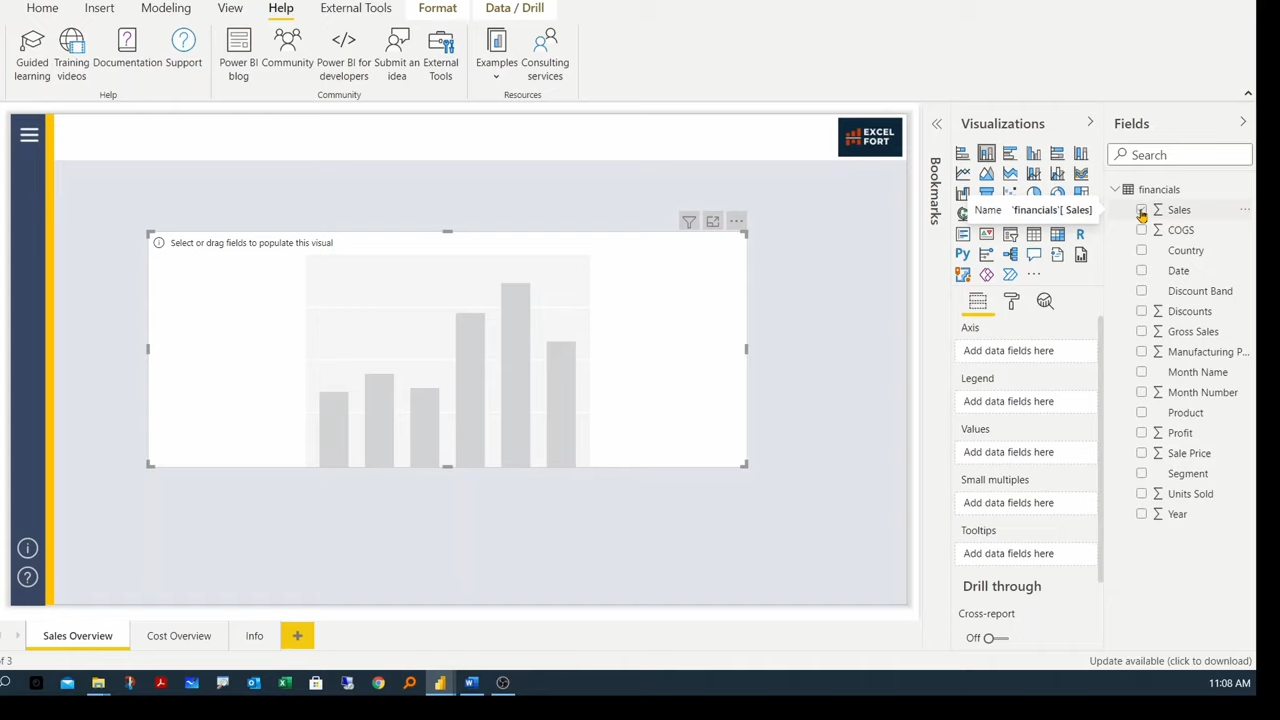 Home Insert Modeling View Help External Tools Format Data / Drill
Guided learning
Training videos
Documentation
Support
Power BI blog
Community
Power BI for developers
Submit an idea
External Tools
Examples
Consulting services
Help
Community
Resources
EXCEL
FORT
Select or drag fields to populate this visual
Bookmarks
Visualizations
Name 'financials'[ Sales]
R
Py
Axis
Add data fields here
Legend
Add data fields here
Values
Add data fields here
Small multiples
Add data fields here
Tooltips
Add data fields here
Drill through
Cross-report
Off
Fields
Search
financials
Sales
COGS
Country
Date
Discount Band
Discounts
Gross Sales
Manufacturing P...
Month Name
Month Number
Product
Profit
Sale Price
Segment
Units Sold
Year
Sales Overview Cost Overview Info
of 3
Update available (click to download)
11:08 AM